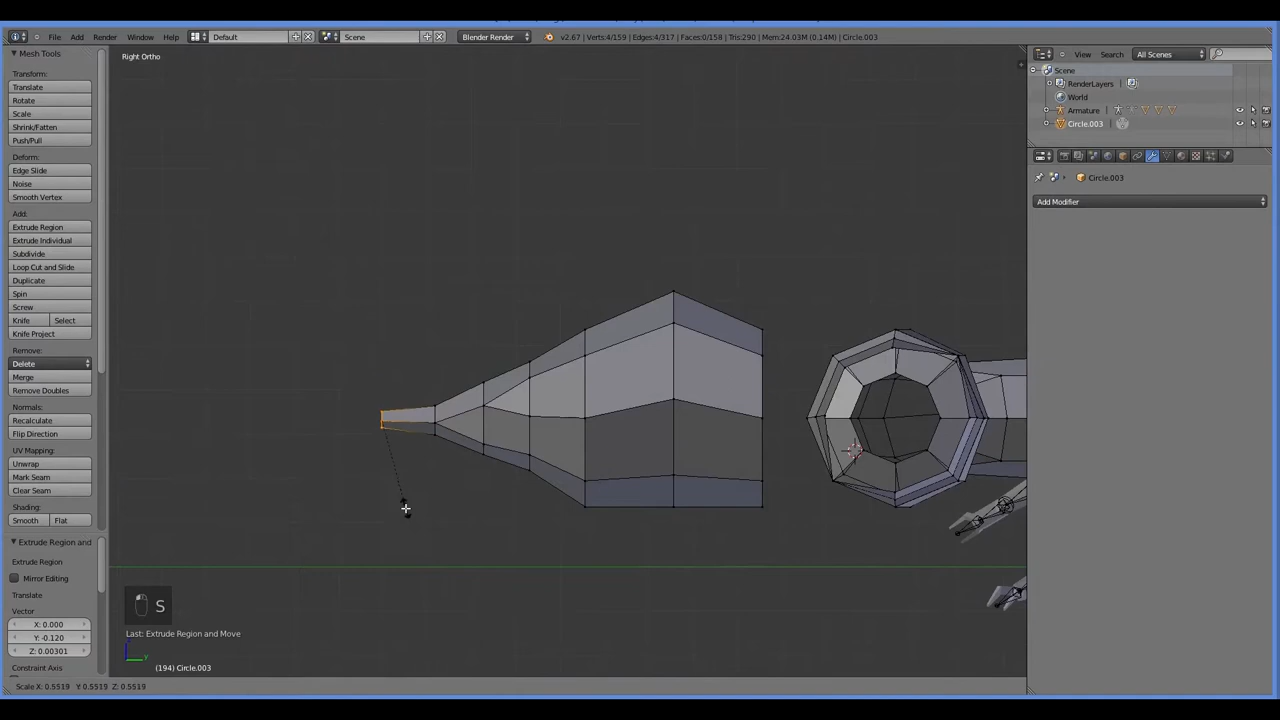 File Add Render Window Help Default Scene Blender Render v2.67 | Verts:4/159 | Edges:4/317 | Faces:0/158 | Tris:290 | Mem:24.03M (0.14M) | Circle.003
Mesh Tools
Right Ortho
View Search All Scenes
Transform:
Translate
Rotate
Scale
Shrink/Fatten
Push/Pull
Deform:
Edge Slide
Noise
Smooth Vertex
Add:
Extrude Region
Extrude Individual
Subdivide
Loop Cut and Slide
Duplicate
Spin
Screw
Knife Select
Knife Project
Remove:
Delete
Merge
Remove Doubles
Normals:
Recalculate
Flip Direction
UV Mapping:
Unwrap
Mark Seam
Clear Seam
Shading:
Smooth Flat
Extrude Region and
Extrude Region
Mirror Editing
Translate
Vector
X: 0.000
Y: -0.120
Z: 0.00301
Constraint Axis
Scene
RenderLayers
World
Armature
Circle.003
Circle.003
Add Modifier
S
Last: Extrude Region and Move
y
(194) Circle.003
Scale X: 0.5519 Y: 0.5519 Z: 0.5519